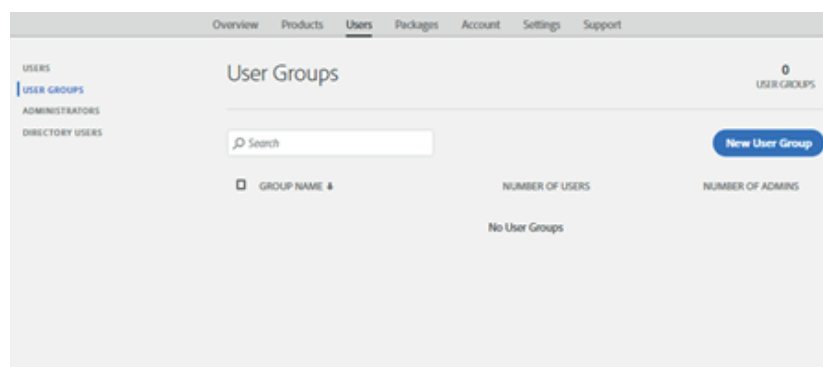 Overview Products Users Packages Account Settings Support
USERS
USER GROUPS
ADMINISTRATORS
DIRECTORY USERS
User Groups
0
USER GROUPS
Search
New User Group
GROUP NAME NUMBER OF USERS NUMBER OF ADMINS
No User Groups